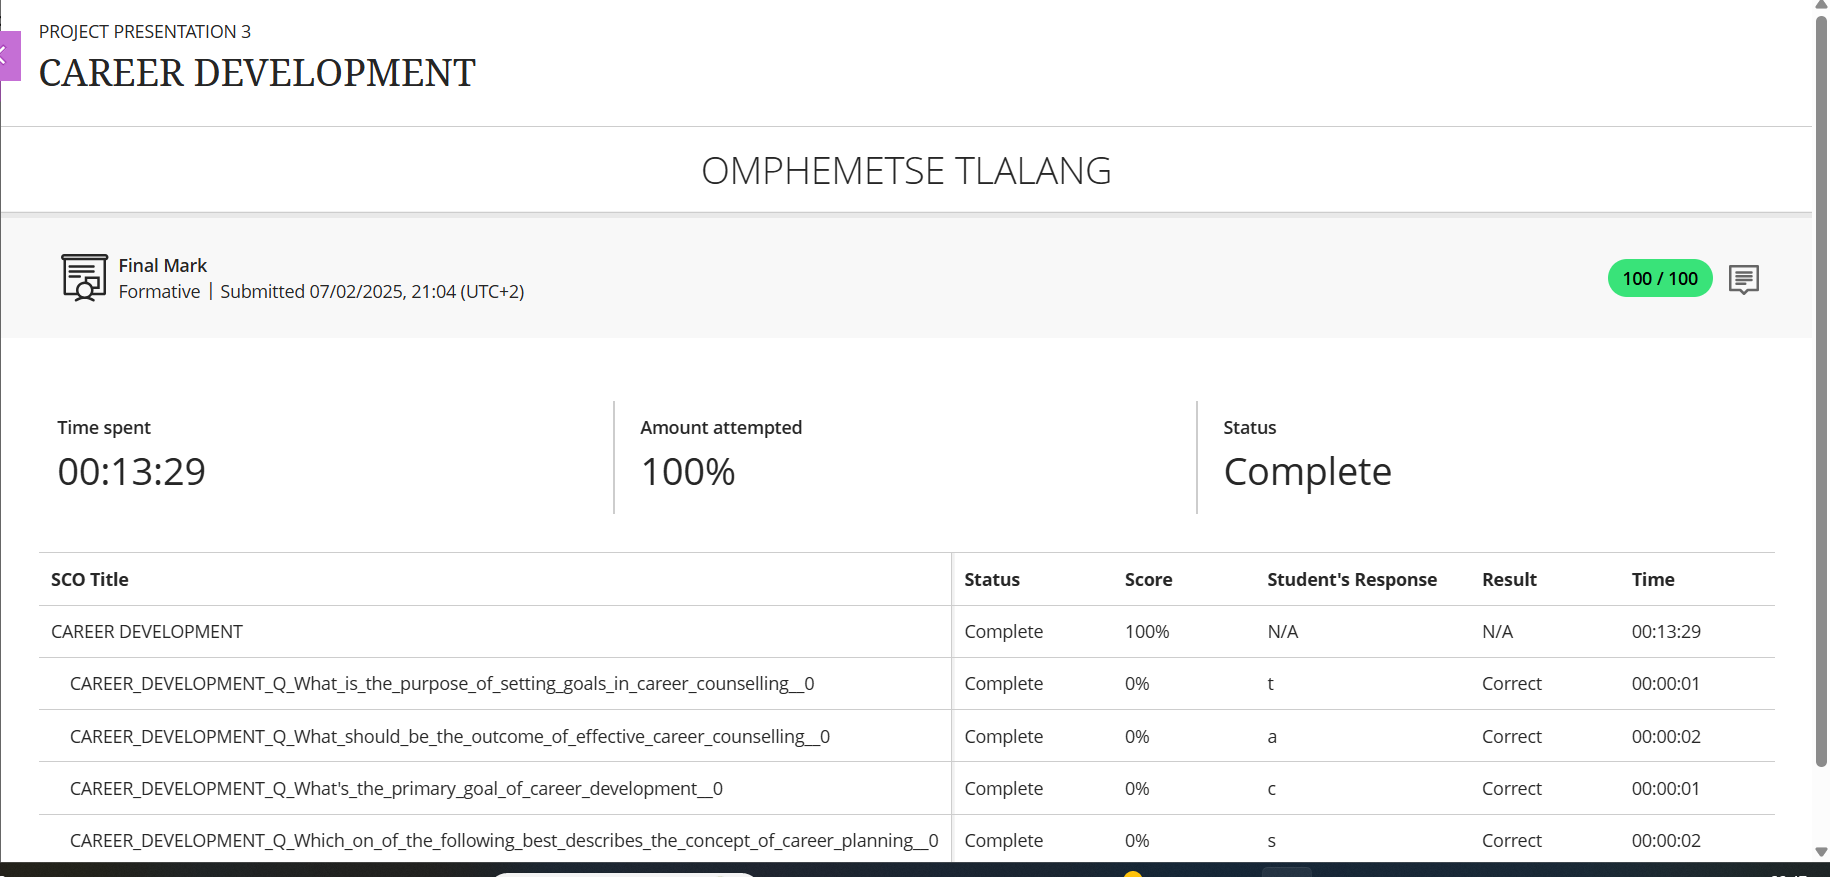 PROJECT PRESENTATION 3
CAREER DEVELOPMENT
OMPHEMETSE TLALANG
Final Mark
Formative | Submitted 07/02/2025, 21:04 (UTC+2)
100 / 100
Time spent
00:13:29
Amount attempted
100%
Status
Complete
SCO Title Status Score Student's Response Result Time
CAREER DEVELOPMENT Complete 100% N/A N/A 00:13:29
CAREER_DEVELOPMENT_Q_What_is_the_purpose_of_setting_goals_in_career_counselling__0 Complete 0% t Correct 00:00:01
CAREER_DEVELOPMENT_Q_What_should_be_the_outcome_of_effective_career_counselling__0 Complete 0% a Correct 00:00:02
CAREER_DEVELOPMENT_Q_What's_the_primary_goal_of_career_development__0 Complete 0% c Correct 00:00:01
CAREER_DEVELOPMENT_Q_Which_on_of_the_following_best_describes_the_concept_of_career_planning__0 Complete 0% s Correct 00:00:02